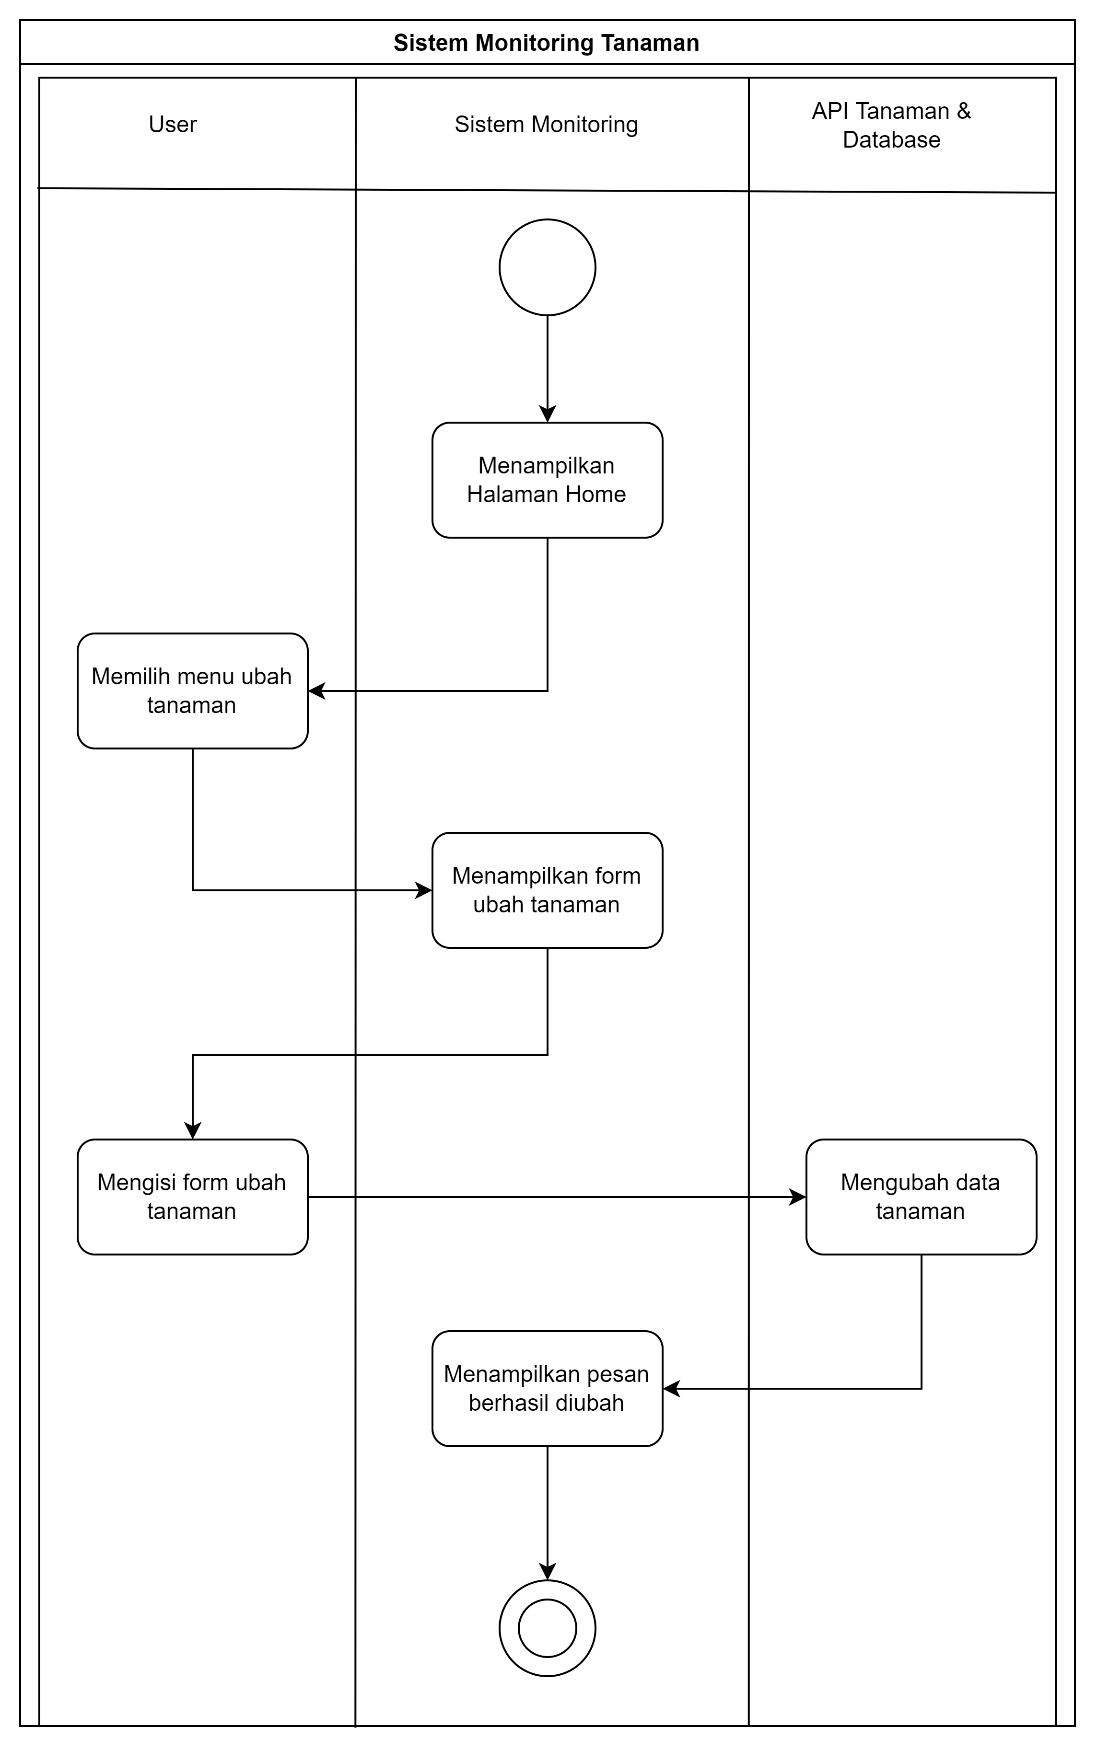 Sistem Monitoring Tanaman
User
Sistem Monitoring
API Tanaman &
Database
Menampilkan
Halaman Home
Memilih menu ubah
tanaman
Menampilkan form
ubah tanaman
Mengisi form ubah
tanaman
Mengubah data
tanaman
Menampilkan pesan
berhasil diubah